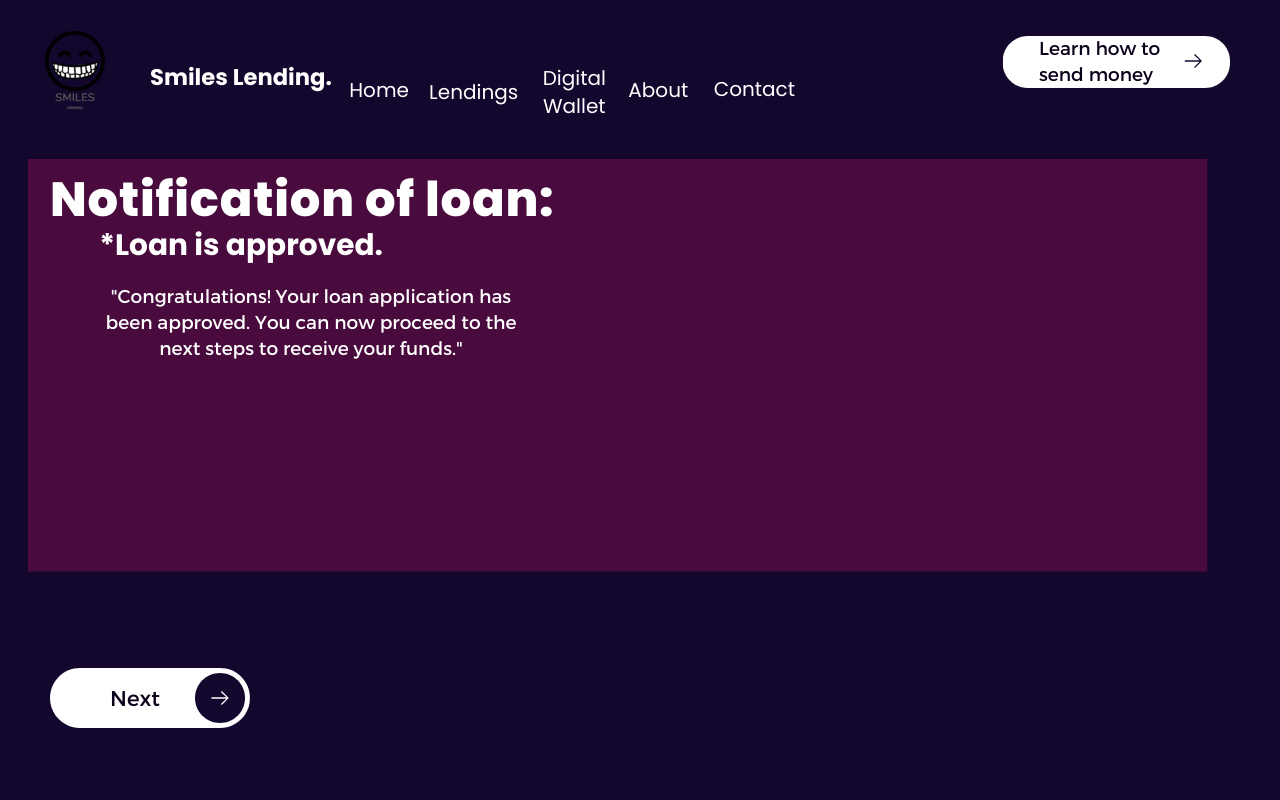 SMILES
LENDING
Smiles Lending.
Home
Lendings
Digital
Wallet
About
Contact
Learn how to
send money
Notification of loan:
*Loan is approved.
"Congratulations! Your loan application has
been approved. You can now proceed to the
next steps to receive your funds."
Next